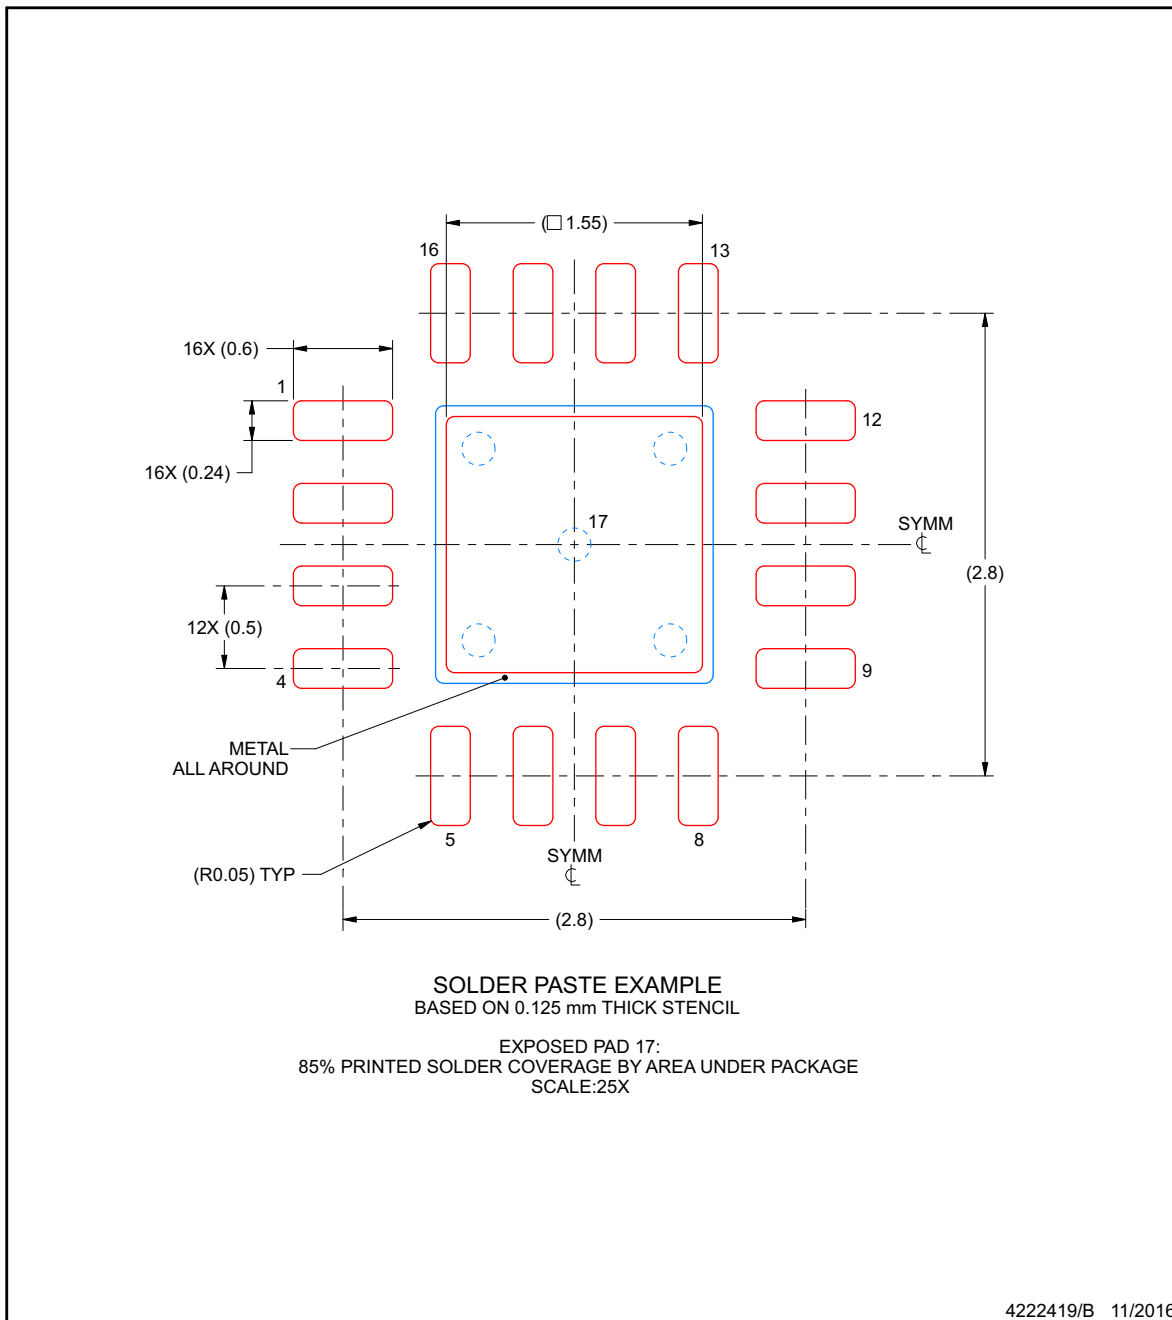 (□ 1.55)
16
13
16X (0.6)
1
12
16X (0.24)
17
SYMM
℄
(2.8)
12X (0.5)
4
9
METAL
ALL AROUND
5
8
SYMM
℄
(R0.05) TYP
(2.8)
SOLDER PASTE EXAMPLE
BASED ON 0.125 mm THICK STENCIL
EXPOSED PAD 17:
85% PRINTED SOLDER COVERAGE BY AREA UNDER PACKAGE
SCALE:25X
4222419/B 11/2016